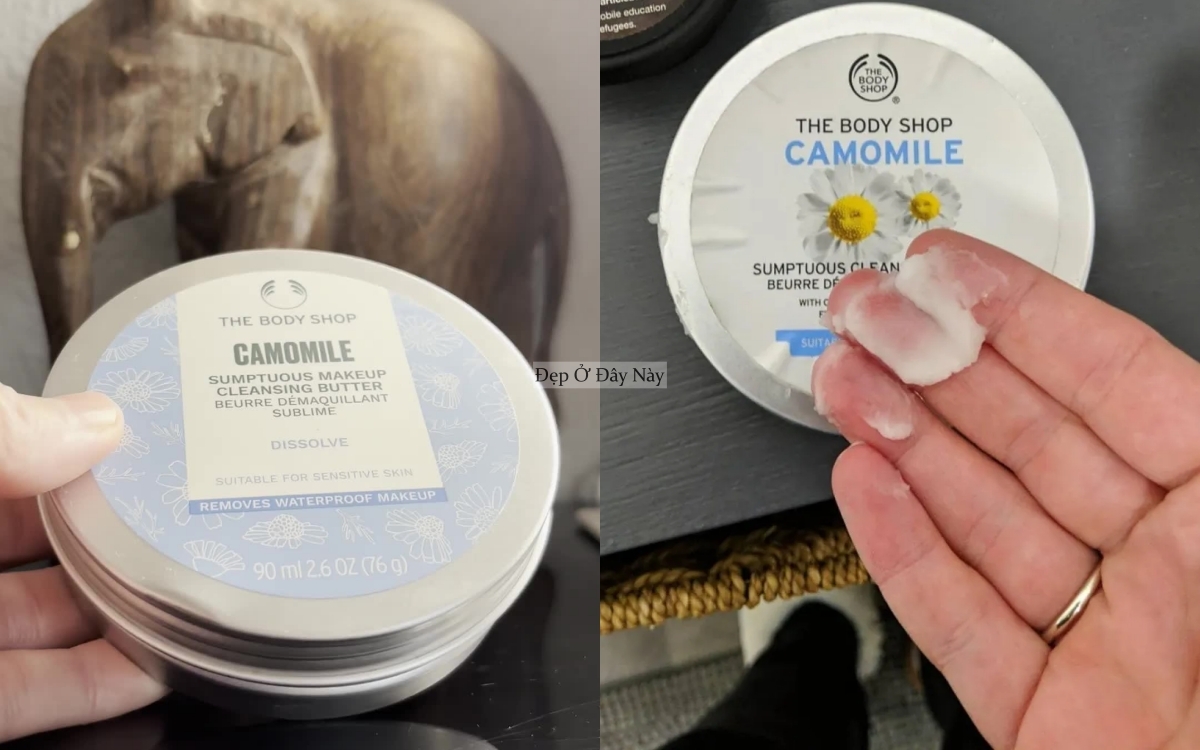 THE BODY SHOP
CAMOMILE
SUMPTUOUS MAKEUP
CLEANSING BUTTER
BEURRE DÉMAQUILLANT
SUBLIME
DISSOLVE
SUITABLE FOR SENSITIVE SKIN
REMOVES WATERPROOF MAKEUP
90 ml 2.6 OZ (76 g)
Đẹp Ở Đây Này
obile education
efugees.
THE
BODY
SHOP
®
THE BODY SHOP
CAMOMILE
SUMPTUOUS CLEAN
BEURRE DÉ
WITH
SUITA